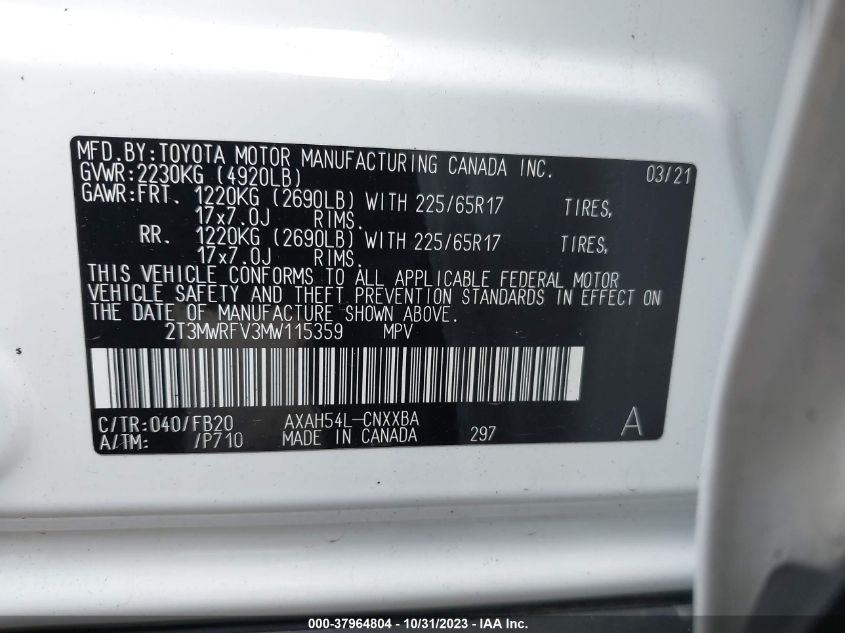 MFD.BY:TOYOTA MOTOR MANUFACTURING CANADA INC. 03/21
GVWR:2230KG (4920LB)
GAWR:FRT. 1220KG (2690LB) WITH 225/65R17 TIRES,
17x7.0J RIMS.
RR. 1220KG (2690LB) WITH 225/65R17 TIRES,
17x7.0J RIMS.
THIS VEHICLE CONFORMS TO ALL APPLICABLE FEDERAL MOTOR
VEHICLE SAFETY AND THEFT PREVENTION STANDARDS IN EFFECT ON
THE DATE OF MANUFACTURE SHOWN ABOVE.
2T3MWRFV3MW115359 MPV
C/TR:040/FB20 AXAH54L-CNXXBA
A/TM: /P710 MADE IN CANADA 297 A
000-37964804 - 10/31/2023 - IAA Inc.